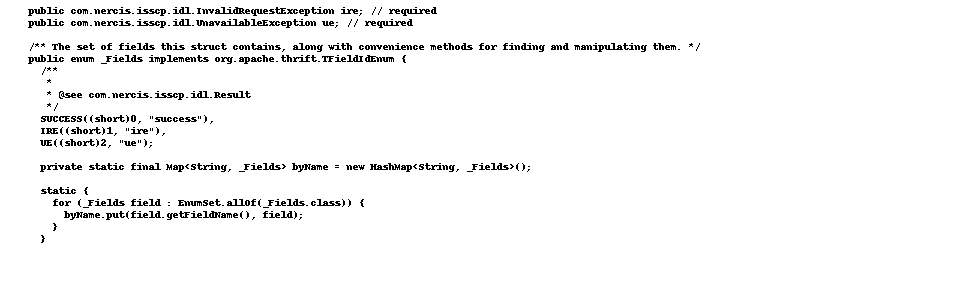 public com.nercis.isscp.idl.InvalidRequestException ire; // required
public com.nercis.isscp.idl.UnavailableException ue; // required
/** The set of fields this struct contains, along with convenience methods for finding and manipulating them. */
public enum _Fields implements org.apache.thrift.TFieldIdEnum {
/**
*
* @see com.nercis.isscp.idl.Result
*/
SUCCESS((short)0, "success"),
IRE((short)1, "ire"),
UE((short)2, "ue");
private static final Map<String, _Fields> byName = new HashMap<String, _Fields>();
static {
for (_Fields field : EnumSet.allOf(_Fields.class)) {
byName.put(field.getFieldName(), field);
}
}